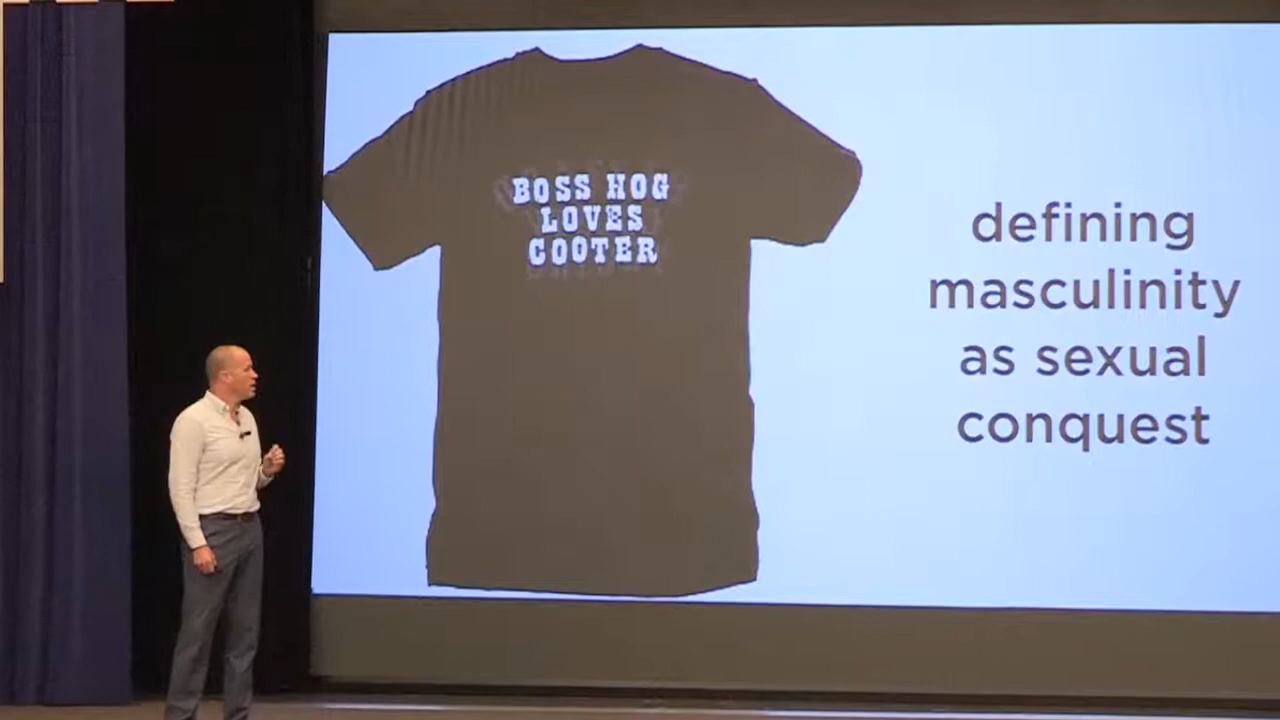 BOSS HOG
LOVES
COOTER
defining
masculinity
as sexual
conquest